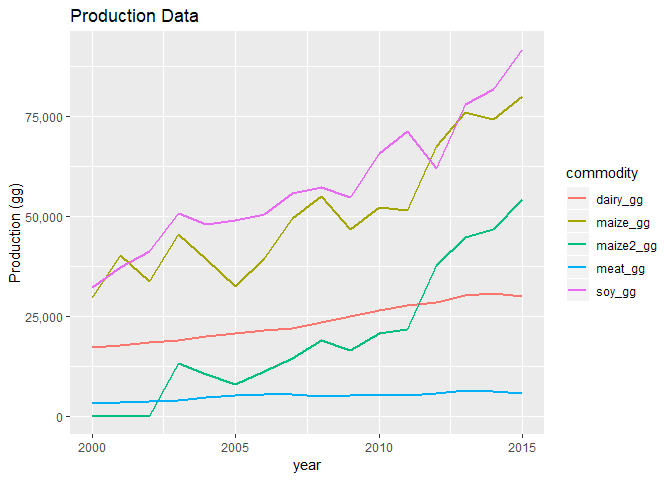 Production Data
Production (gg)
75,000
50,000
25,000
0
2000 2005 2010 2015
year
commodity
dairy_gg
maize_gg
maize2_gg
meat_gg
soy_gg